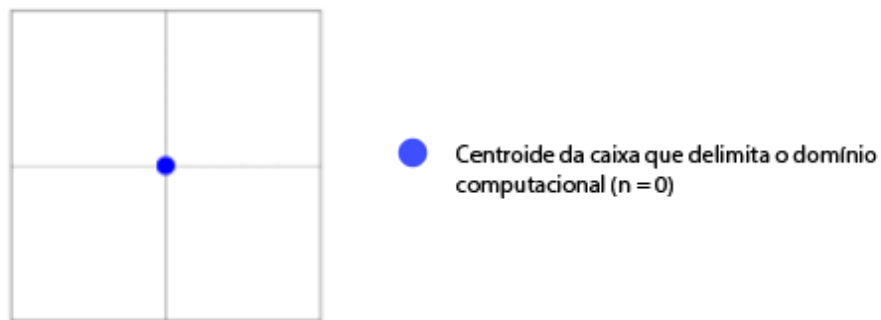 Centroide da caixa que delimita o domínio
computacional (n = 0)